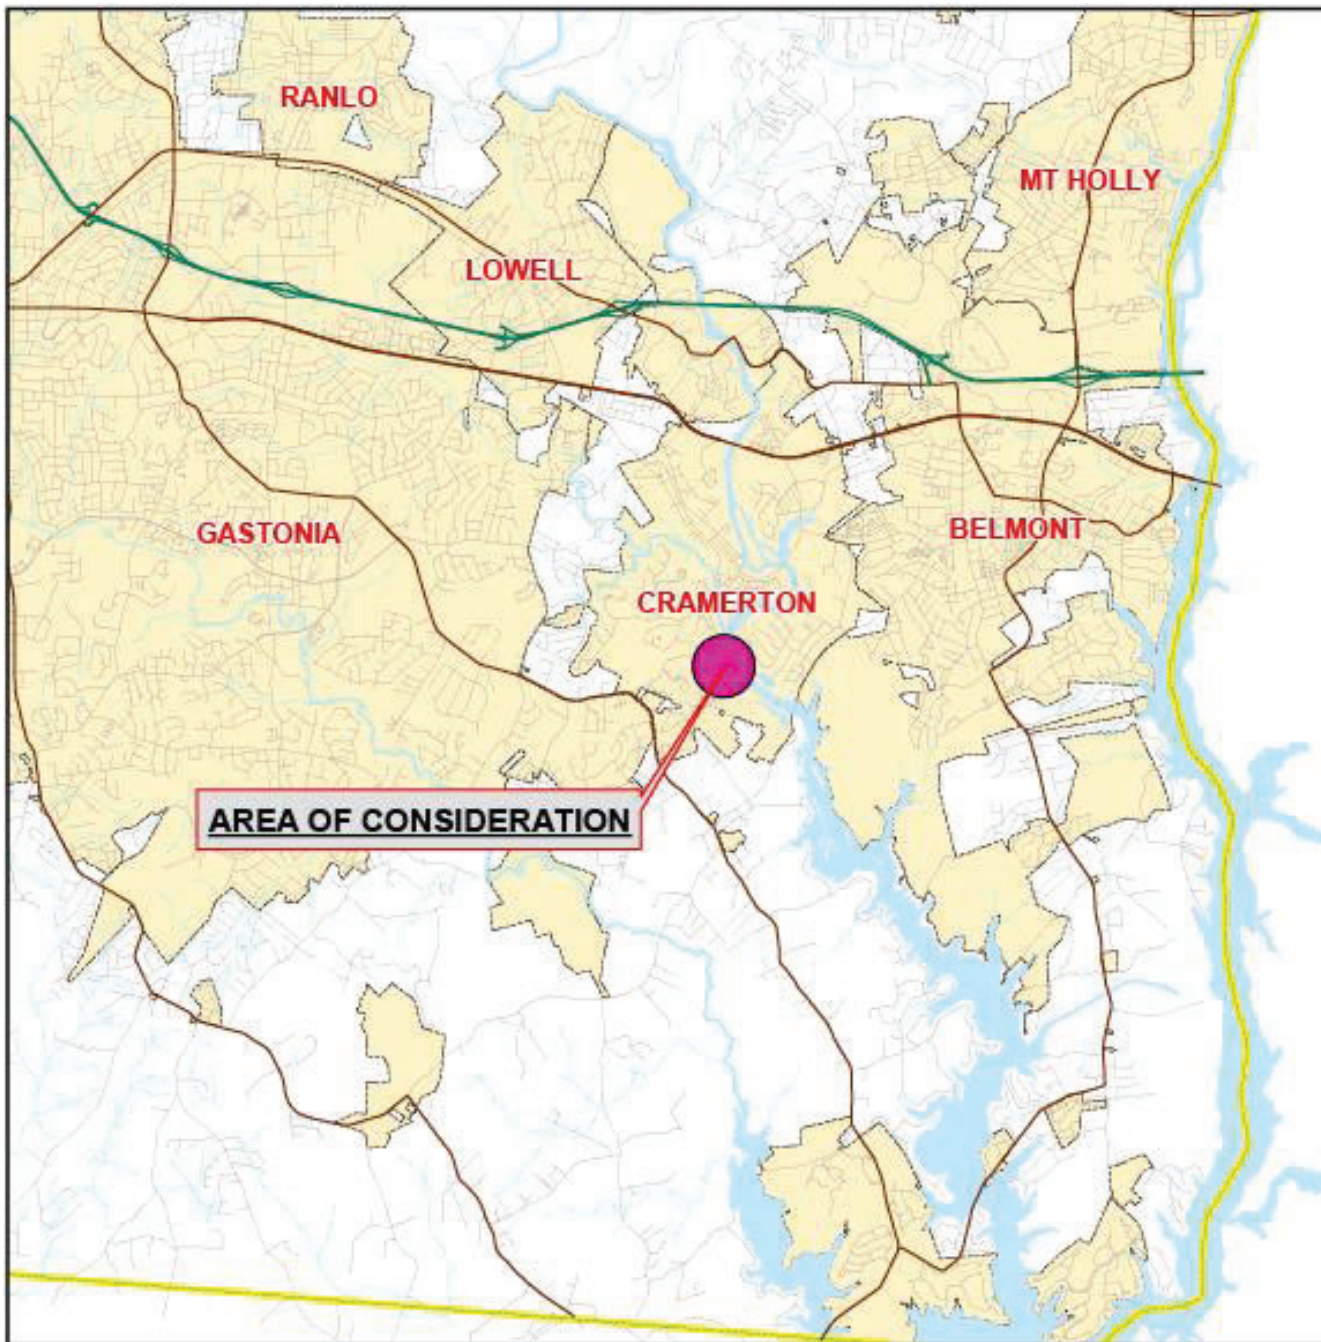 RANLO
MT HOLLY
LOWELL
GASTONIA
BELMONT
CRAMERTON
AREA OF CONSIDERATION